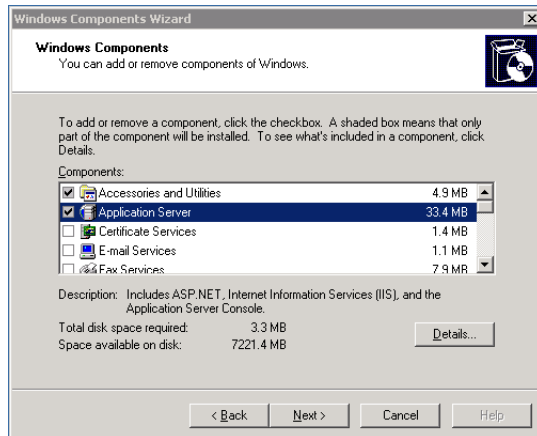 Windows Components Wizard
Windows Components
You can add or remove components of Windows.
To add or remove a component, click the checkbox. A shaded box means that only
part of the component will be installed. To see what's included in a component, click
Details.
Components:
Accessories and Utilities 4.9 MB
Application Server 33.4 MB
Certificate Services 1.4 MB
E-mail Services 1.1 MB
Fax Services 7.9 MB
Description: Includes ASP.NET, Internet Information Services (IIS), and the
Application Server Console.
Total disk space required: 3.3 MB
Space available on disk: 7221.4 MB
Details...
< Back Next > Cancel Help